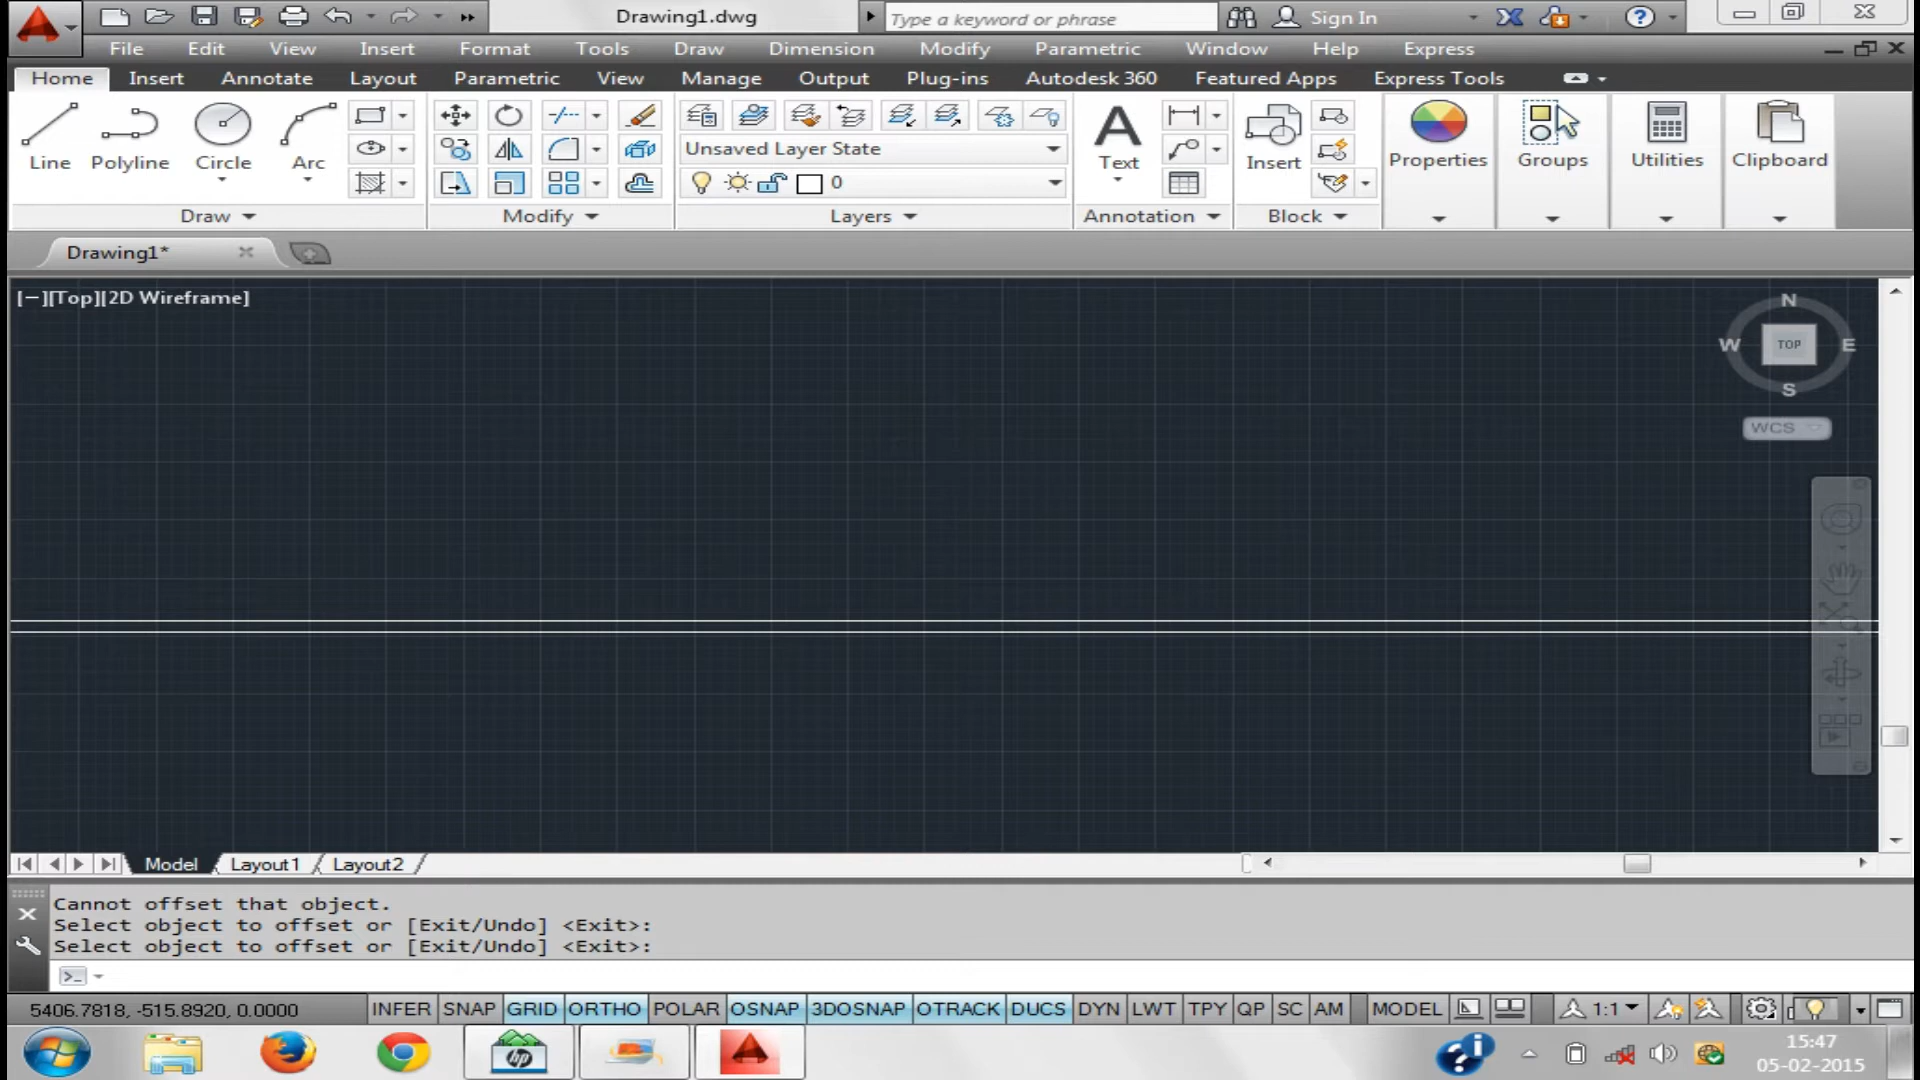 Drawing1.dwg
Type a keyword or phrase
Sign In
File Edit View Insert Format Tools Draw Dimension Modify Parametric Window Help Express
Home Insert Annotate Layout Parametric View Manage Output Plug-ins Autodesk 360 Featured Apps Express Tools
Line Polyline Circle Arc
Unsaved Layer State
0
Text
Insert
Properties Groups Utilities Clipboard
Draw Modify Layers Annotation Block
Drawing1*
[−][Top][2D Wireframe]
N
W TOP E
S
WCS
Model Layout1 Layout2
Cannot offset that object.
Select object to offset or [Exit/Undo] <Exit>:
Select object to offset or [Exit/Undo] <Exit>:
5406.7818, -515.8920, 0.0000 INFER SNAP GRID ORTHO POLAR OSNAP 3DOSNAP OTRACK DUCS DYN LWT TPY QP SC AM MODEL 1:1
hp
15:47
05-02-2015